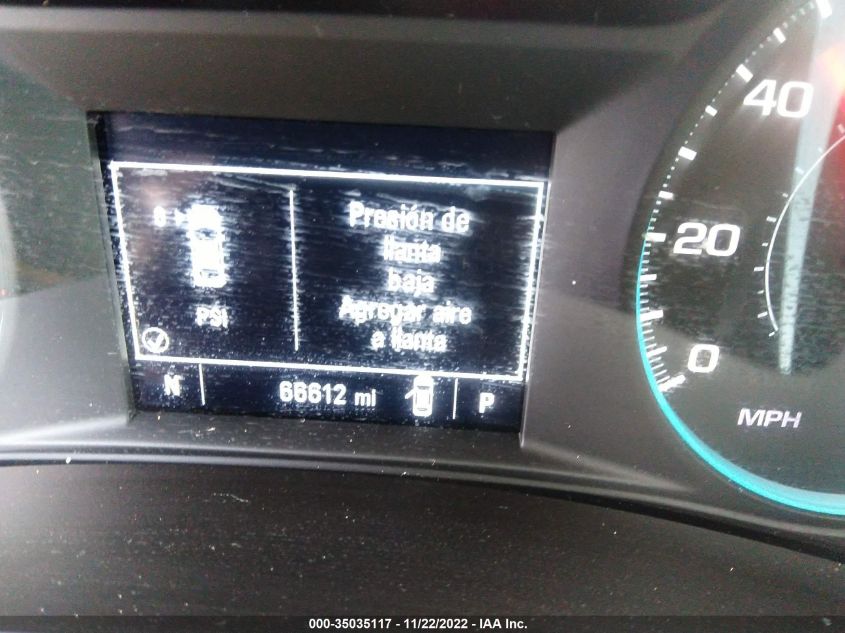 Presión de
llanta
baja
Agregar aire
a llanta
PSI
N
66612 mi
P
40
20
0
MPH
000-35035117 - 11/22/2022 - IAA Inc.